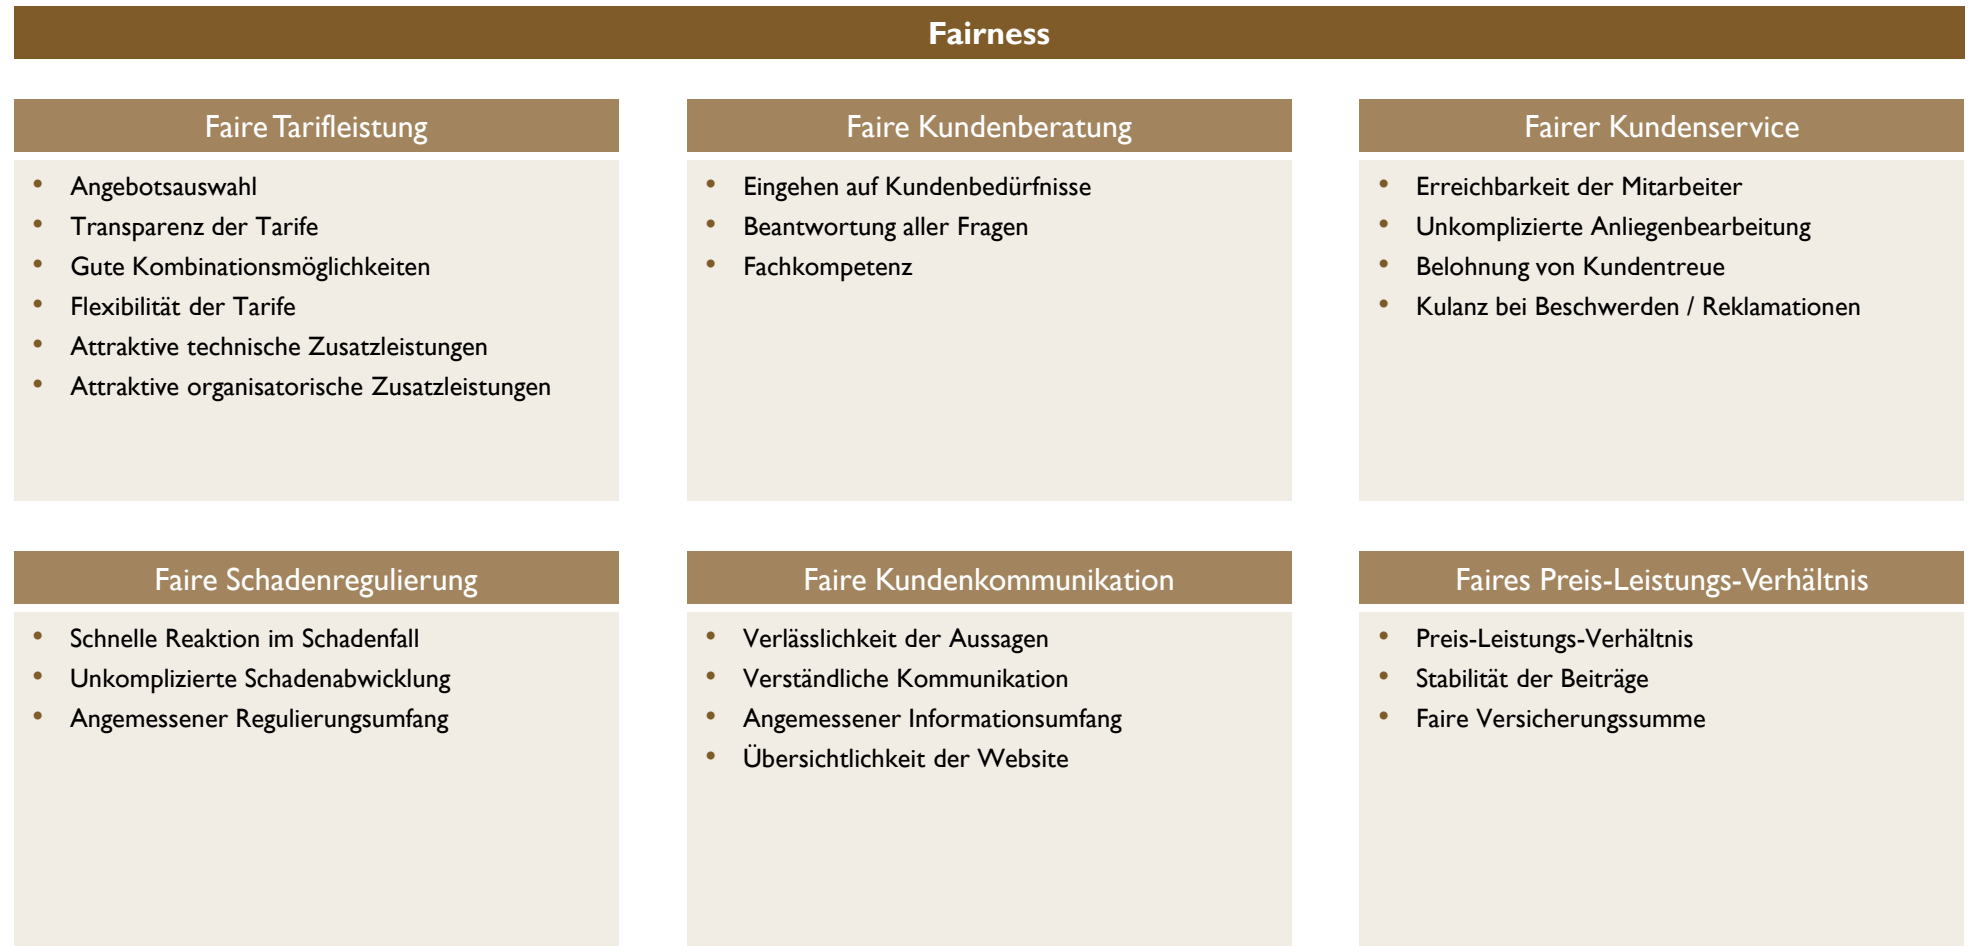 Fairness
Faire Tarifleistung
• Angebotsauswahl
• Transparenz der Tarife
• Gute Kombinationsmöglichkeiten
• Flexibilität der Tarife
• Attraktive technische Zusatzleistungen
• Attraktive organisatorische Zusatzleistungen
Faire Kundenberatung
• Eingehen auf Kundenbedürfnisse
• Beantwortung aller Fragen
• Fachkompetenz
Fairer Kundenservice
• Erreichbarkeit der Mitarbeiter
• Unkomplizierte Anliegenbearbeitung
• Belohnung von Kundentreue
• Kulanz bei Beschwerden / Reklamationen
Faire Schadenregulierung
• Schnelle Reaktion im Schadenfall
• Unkomplizierte Schadenabwicklung
• Angemessener Regulierungsumfang
Faire Kundenkommunikation
• Verlässlichkeit der Aussagen
• Verständliche Kommunikation
• Angemessener Informationsumfang
• Übersichtlichkeit der Website
Faires Preis-Leistungs-Verhältnis
• Preis-Leistungs-Verhältnis
• Stabilität der Beiträge
• Faire Versicherungssumme